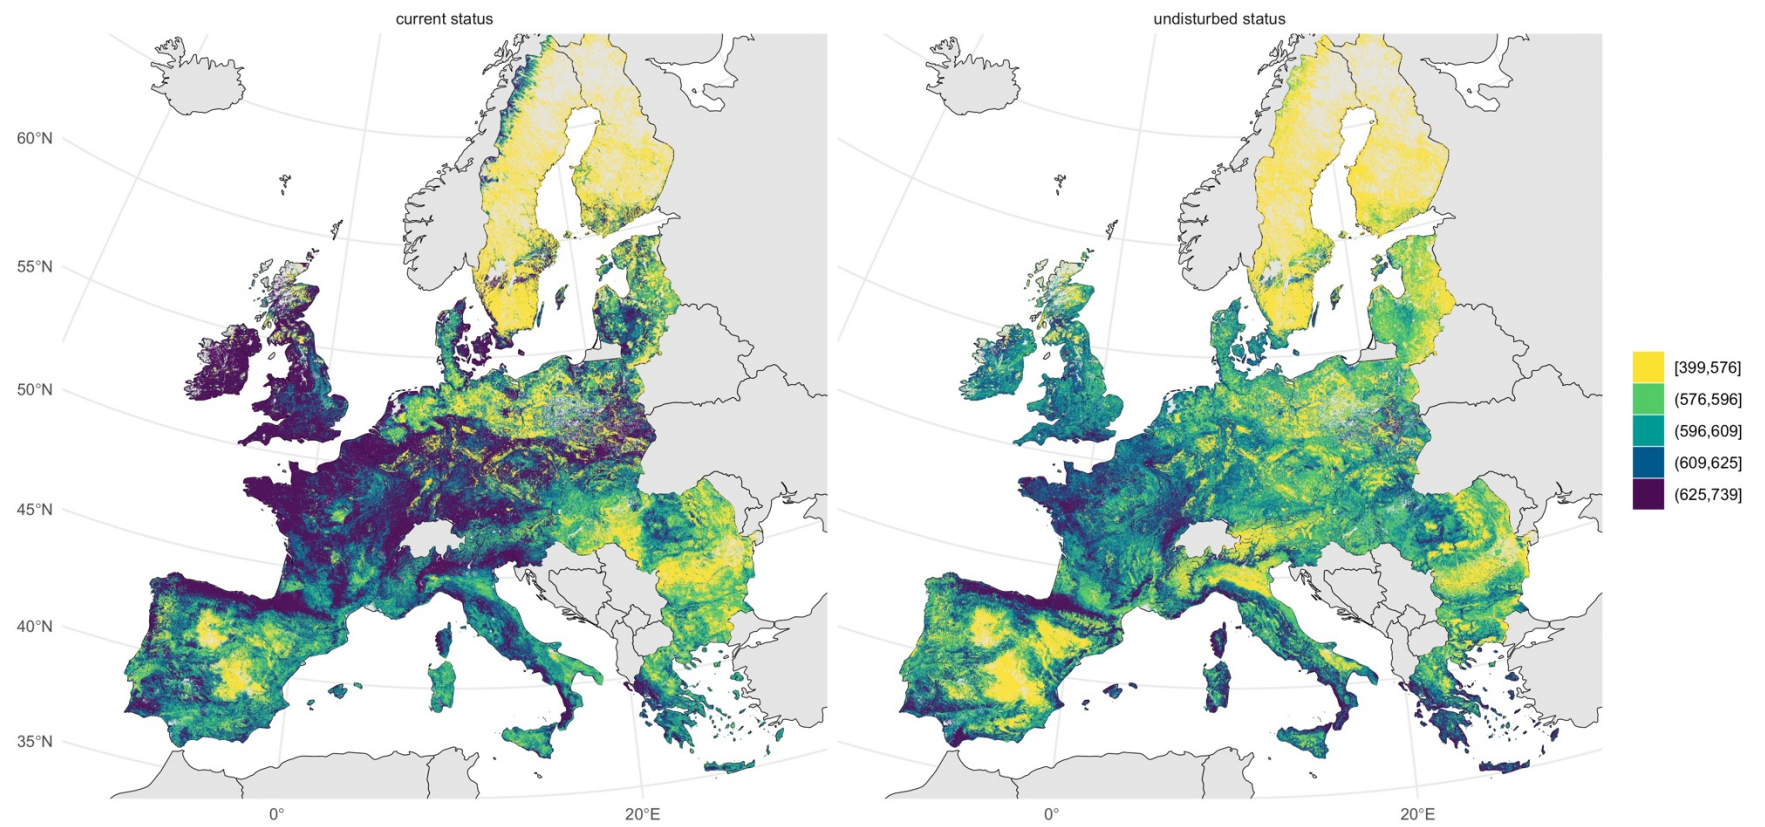 current status
undisturbed status
60°N
55°N
50°N
45°N
40°N
35°N
0°
20°E
0°
20°E
[399,576]
(576,596]
(596,609]
(609,625]
(625,739]